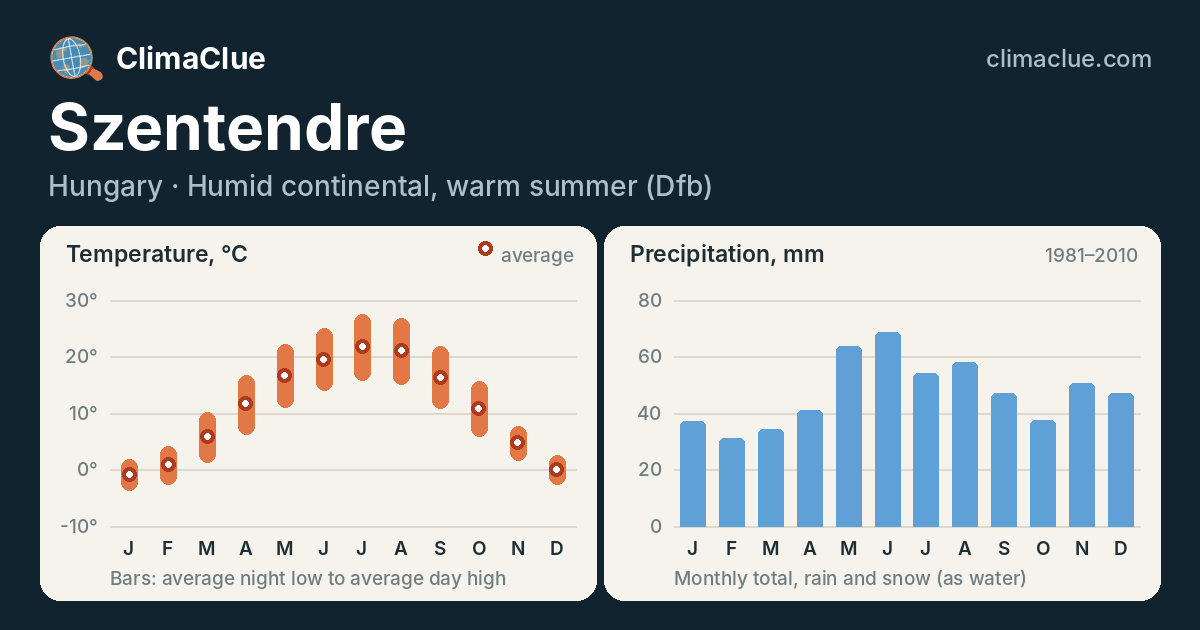 ClimaClue
climaclue.com
Szentendre
Hungary · Humid continental, warm summer (Dfb)
Temperature, °C
average
30°
20°
10°
0°
-10°
J F M A M J J A S O N D
Bars: average night low to average day high
Precipitation, mm
1981–2010
80
60
40
20
0
J F M A M J J A S O N D
Monthly total, rain and snow (as water)